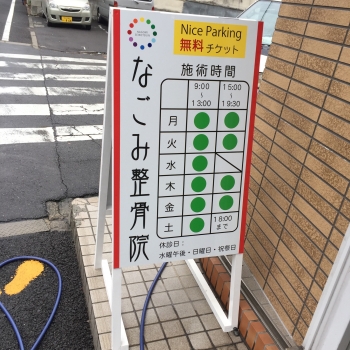 Nice Parking
無料チケット
なごみ整骨院
施術時間
9:00～13:00 15:00～19:30
月
火
水
木
金
土 18:00まで
休診日：
水曜午後・日曜日・祝祭日